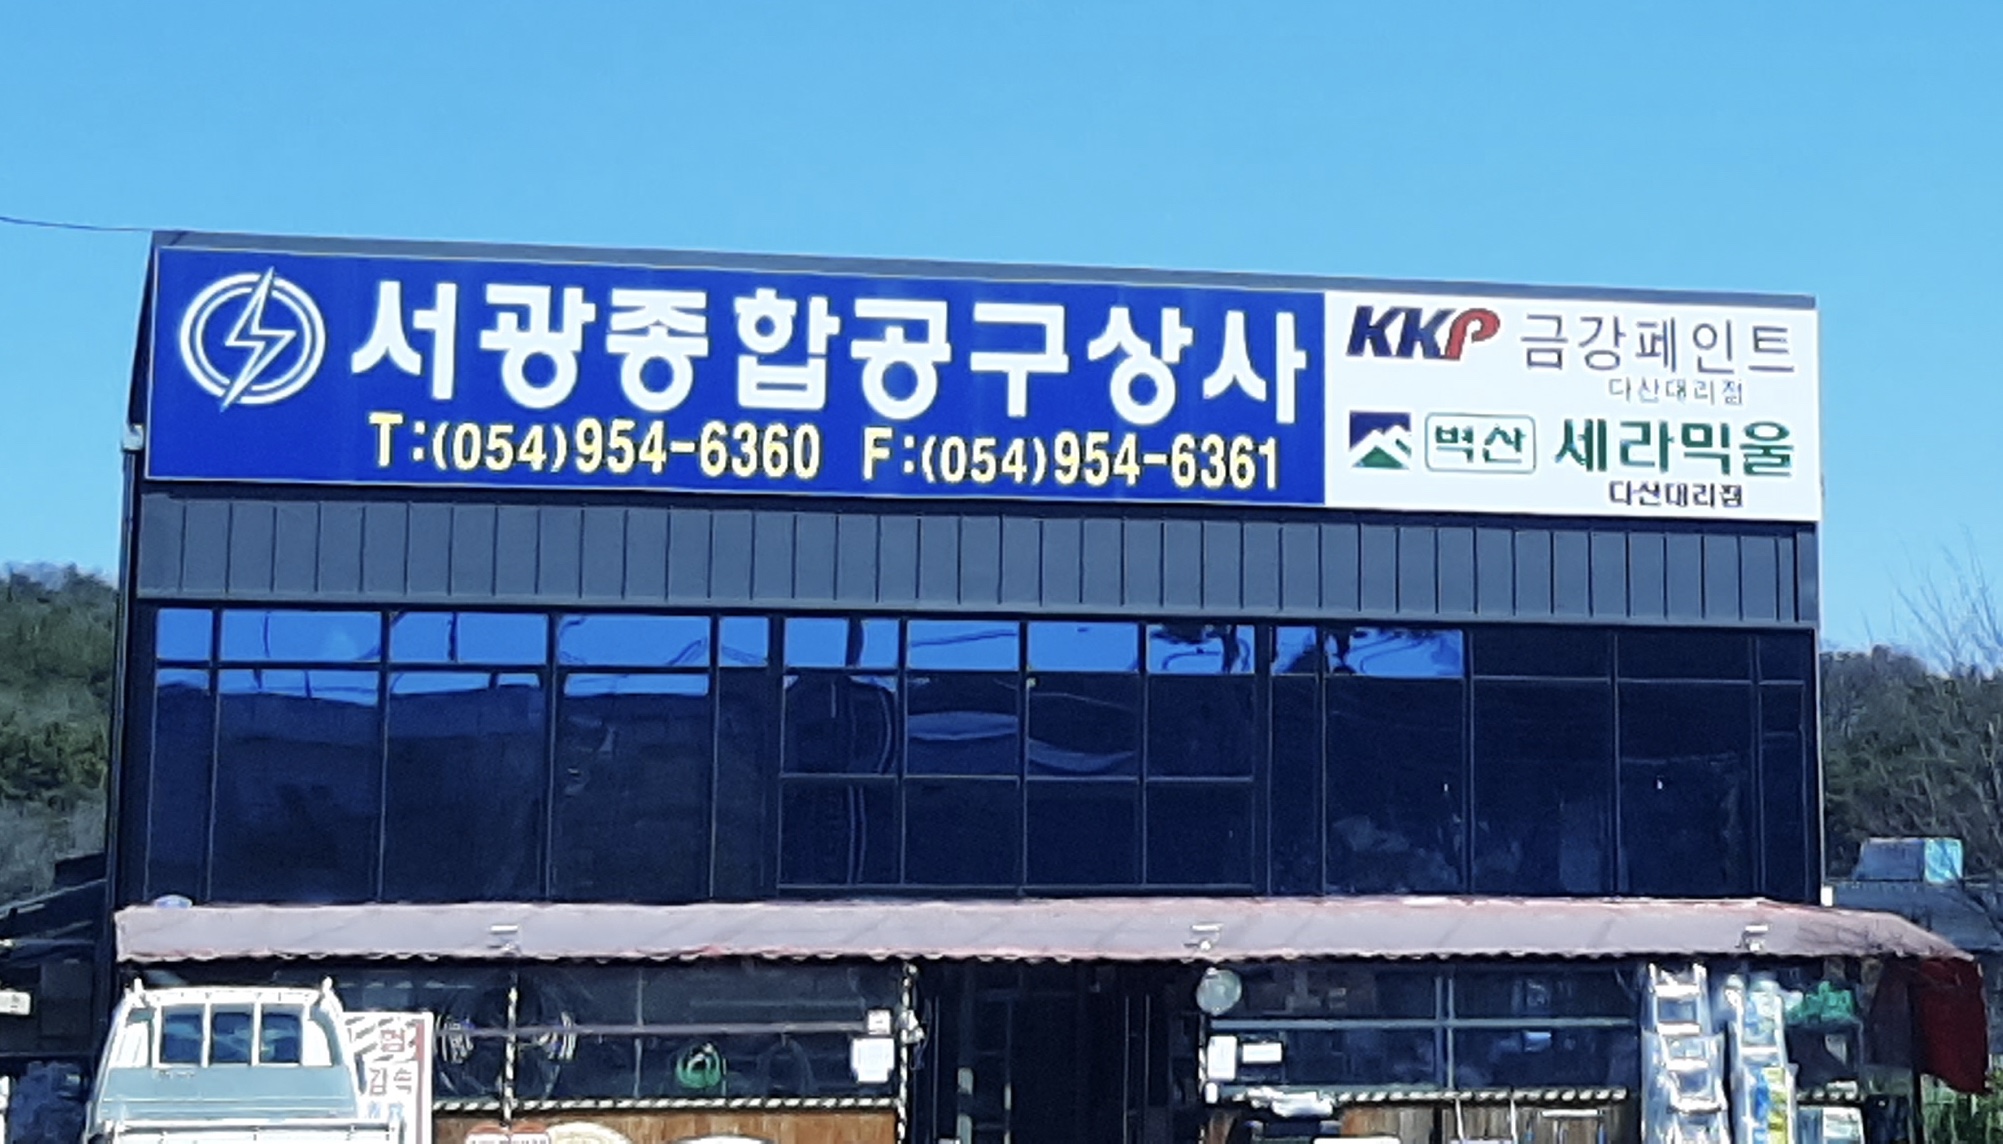 서광종합공구상사
T:(054)954-6360 F:(054)954-6361
KKP 금강페인트
다산대리점
벽산 세라믹울
다산대리점